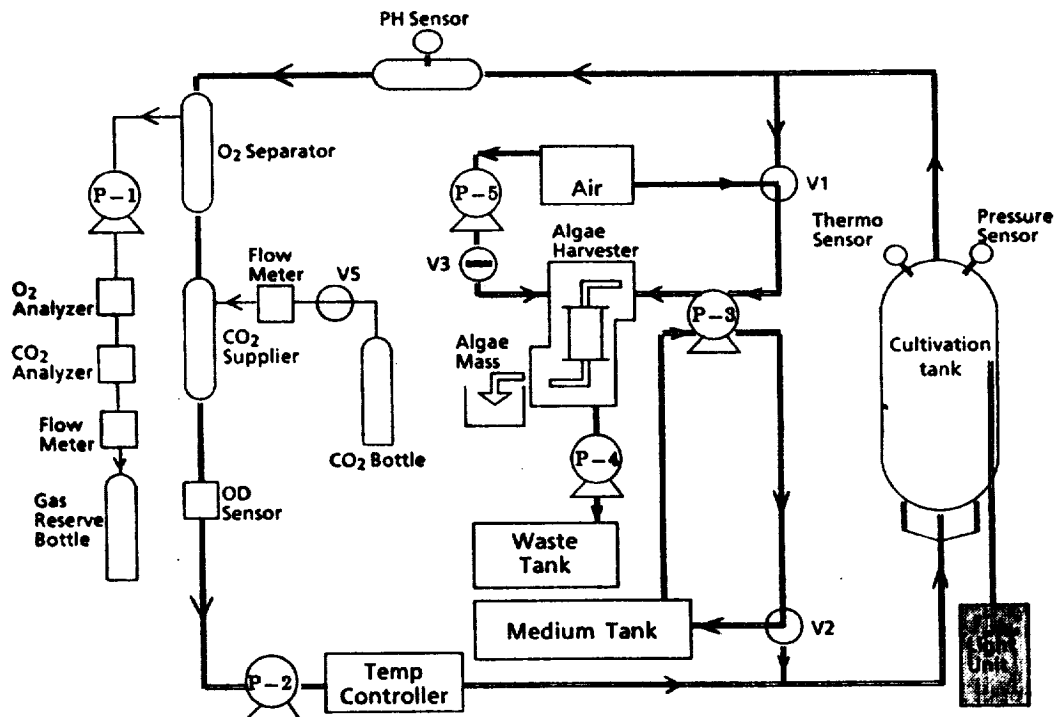 PH Sensor
O2 Separator
P-1
P-5
Air
V1
Thermo
Sensor
Pressure
Sensor
Flow
Meter
V5
V3
Algae
Harvester
O2
Analyzer
CO2
Supplier
P-3
CO2
Analyzer
Algae
Mass
Cultivation
tank
Flow
Meter
CO2 Bottle
P-4
Gas
Reserve
Bottle
OD
Sensor
Waste
Tank
Medium Tank
V2
Light
Unit
P-2
Temp
Controller